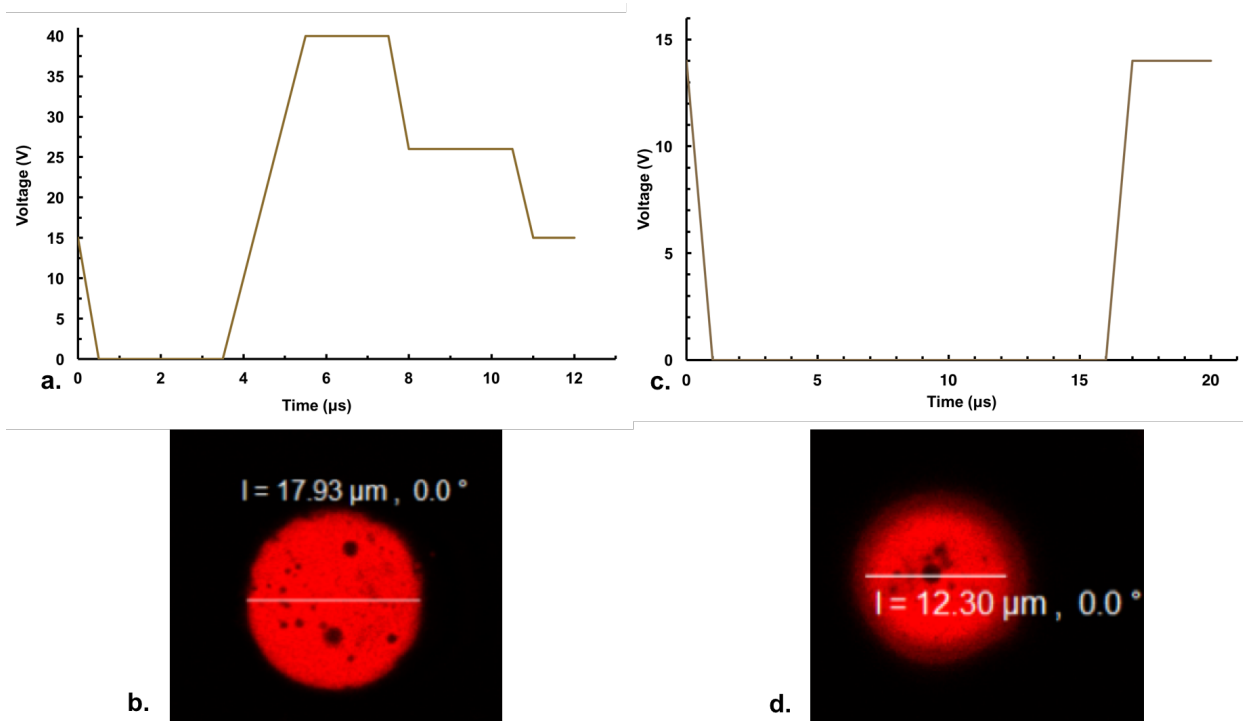 40
35
30
25
20
15
10
5
0
Voltage (V)
0 2 4 6 8 10 12
Time (µs)
a.
15
10
5
0
Voltage (V)
0 5 10 15 20
Time (µs)
c.
l = 17.93 µm , 0.0 °
b.
l = 12.30 µm , 0.0 °
d.